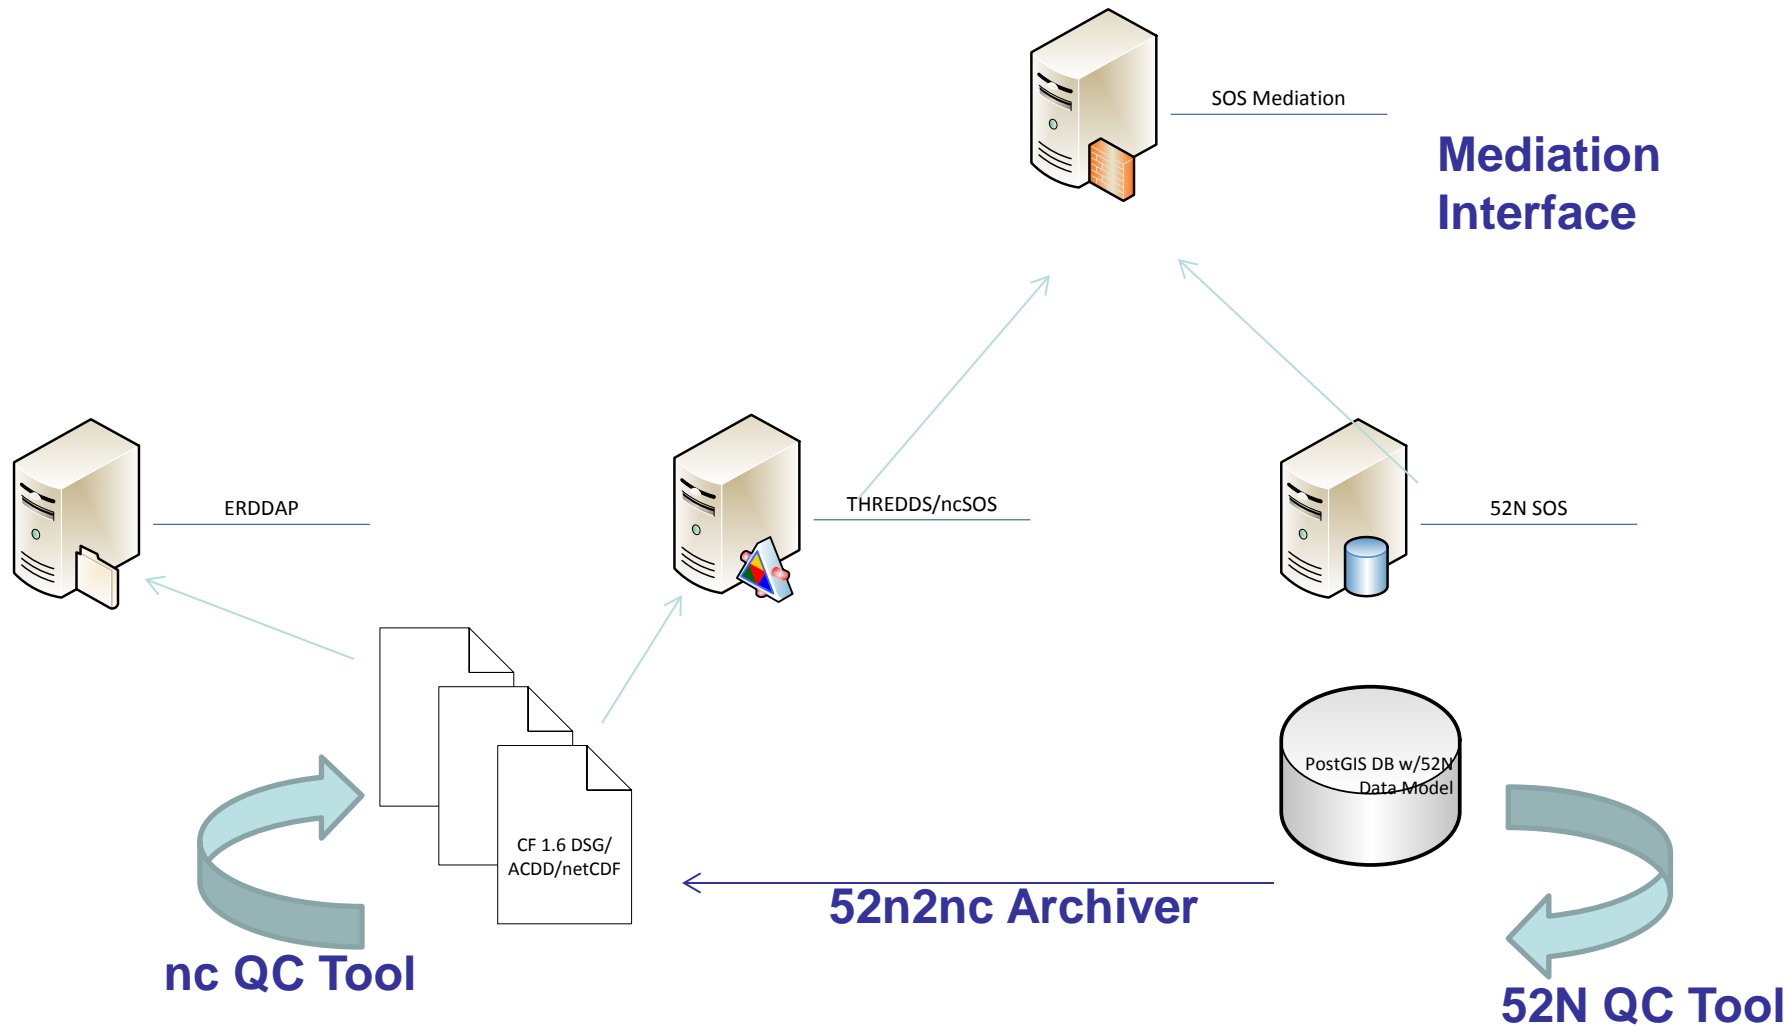 SOS Mediation
Mediation
Interface
ERDDAP
THREDDS/ncSOS
52N SOS
PostGIS DB w/52N
Data Model
CF 1.6 DSG/
ACDD/netCDF
52n2nc Archiver
nc QC Tool
52N QC Tool